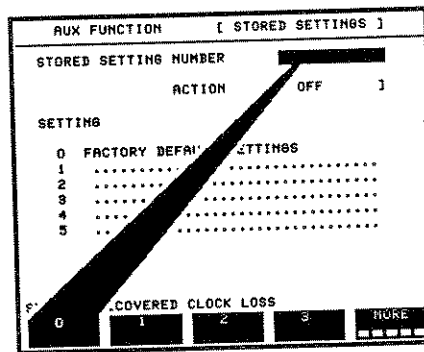 AUX FUNCTION [ STORED SETTINGS ]
STORED SETTING NUMBER
ACTION OFF ]
SETTING
0 FACTORY DEFAU TTINGS
1 ........................................
2 ........................................
3 ........................................
4 ........................................
5 ........................................
COVERED CLOCK LOSS
0 1 2 3 MORE